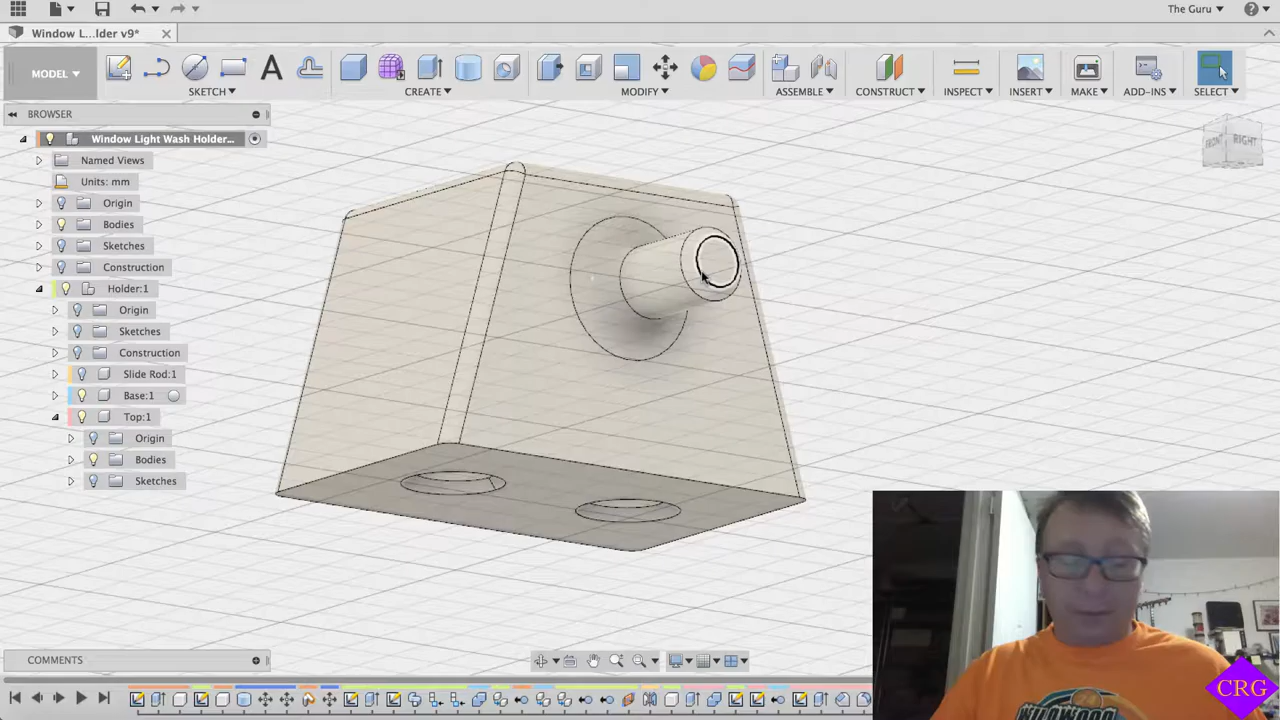 The Guru
Window L...lder v9*
MODEL
SKETCH
CREATE
MODIFY
ASSEMBLE
CONSTRUCT
INSPECT
INSERT
MAKE
ADD-INS
SELECT
BROWSER
Window Light Wash Holder...
Named Views
Units: mm
Origin
Bodies
Sketches
Construction
Holder:1
Origin
Sketches
Construction
Slide Rod:1
Base:1
Top:1
Origin
Bodies
Sketches
FRONT RIGHT
COMMENTS
CRG